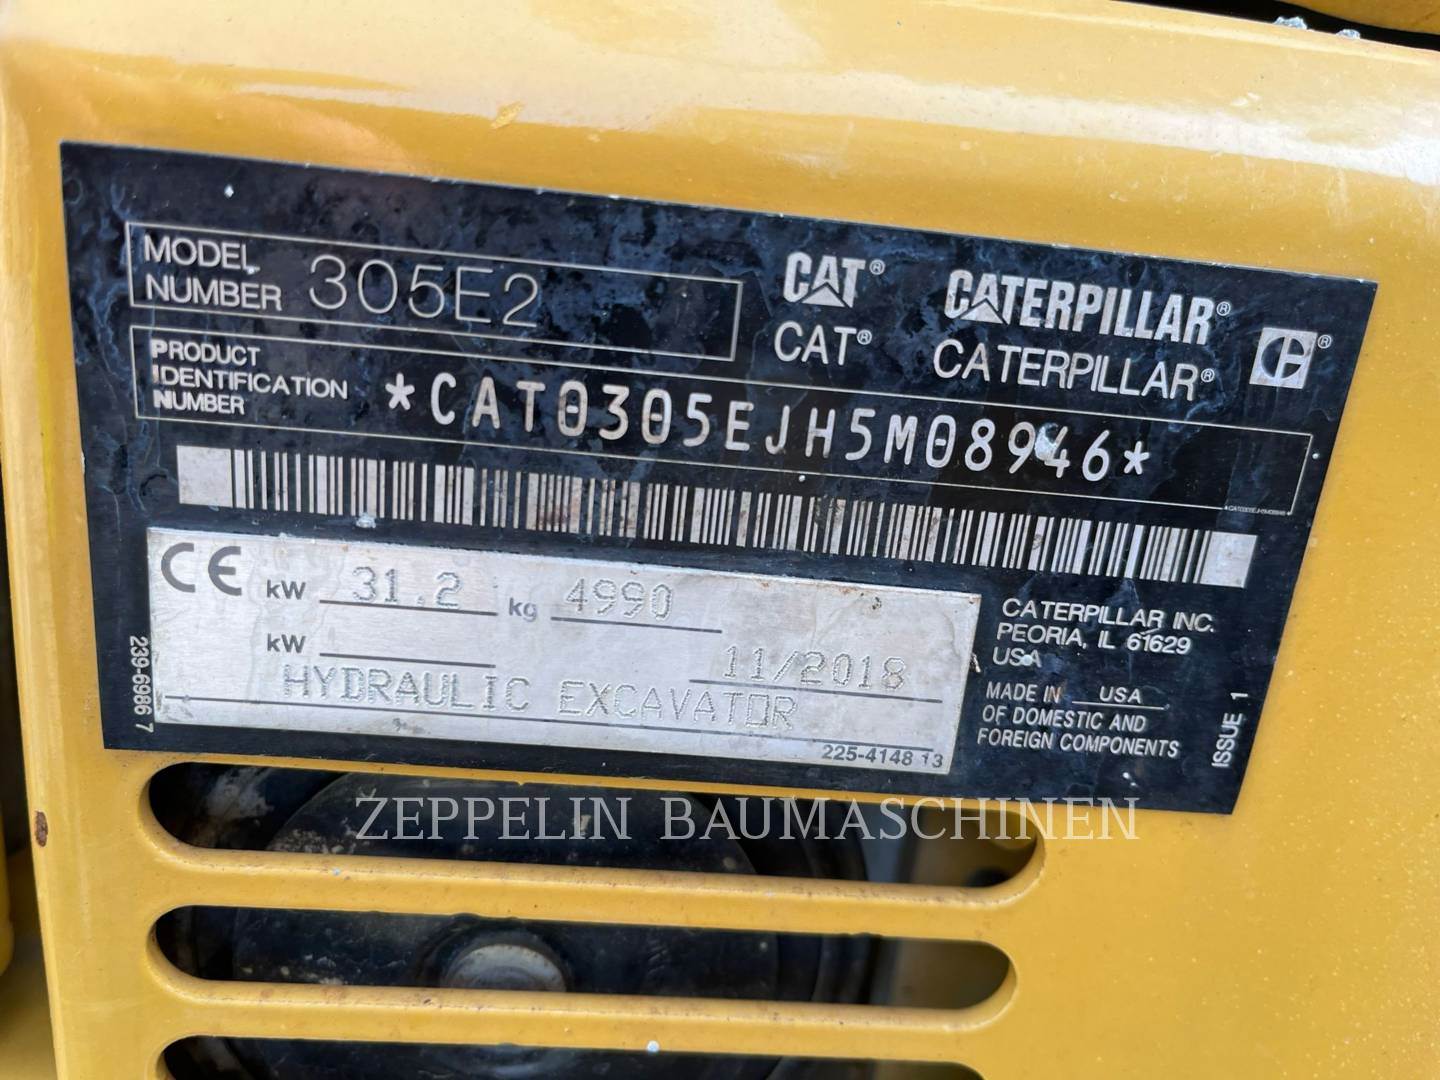 MODEL
NUMBER 305E2
CAT® CATERPILLAR®
CAT® CATERPILLAR®
PRODUCT
IDENTIFICATION
NUMBER
*CAT0305EJH5M08946*
CAT0305EJH5M08946
CE kW 31.2 kg 4990
kW 11/2018
HYDRAULIC EXCAVATOR
225-4148 13
239-6986 7
CATERPILLAR INC.
PEORIA, IL 61629
USA
MADE IN USA
OF DOMESTIC AND
FOREIGN COMPONENTS
ISSUE 1
ZEPPELIN BAUMASCHINEN